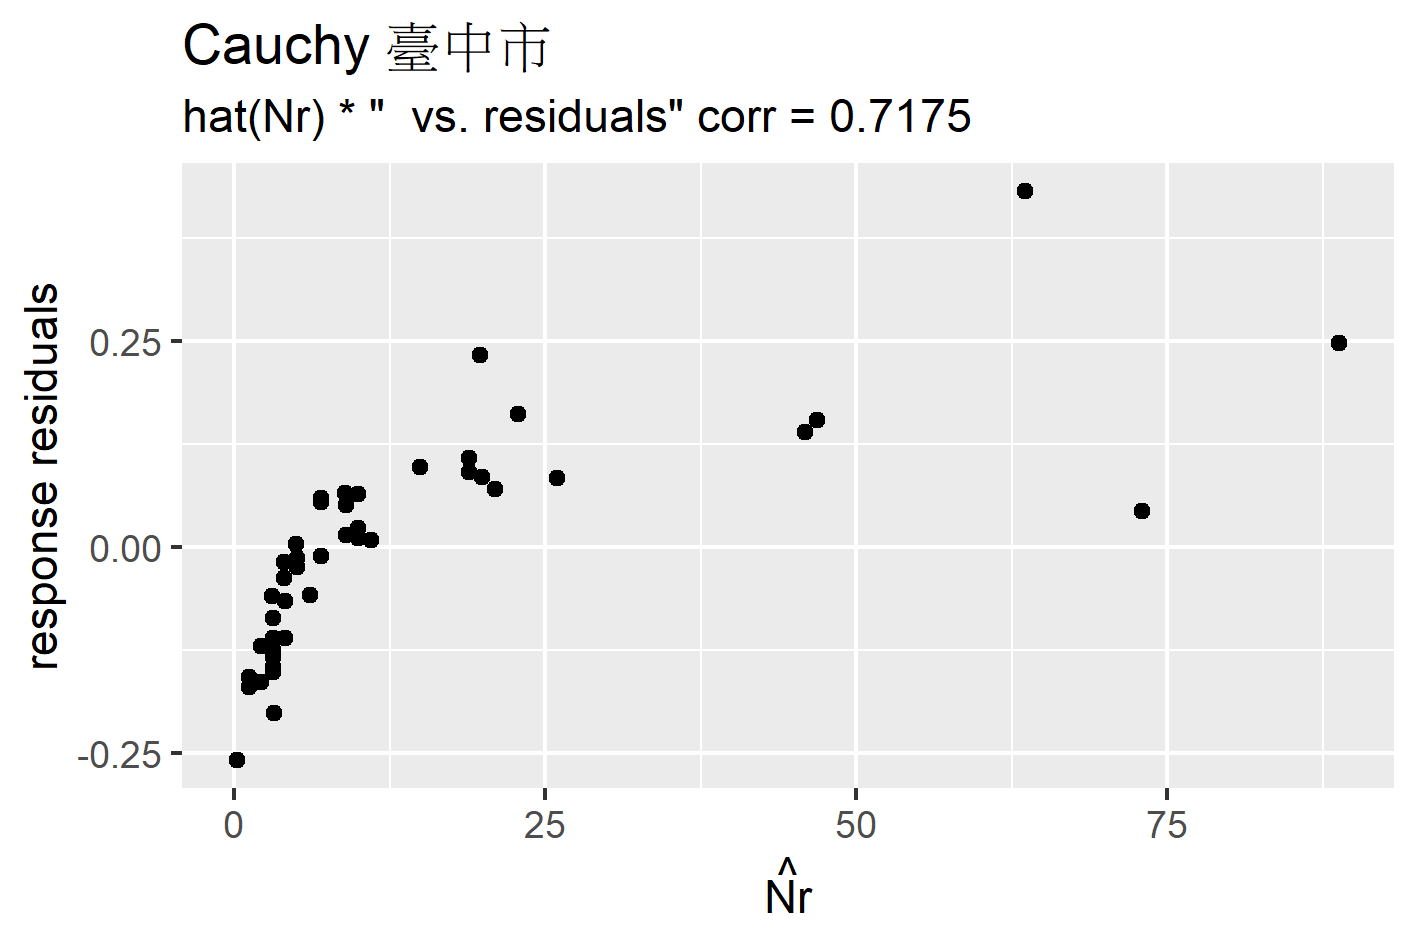 Cauchy 臺中市
hat(Nr) * "  vs. residuals" corr = 0.7175
response residuals
0.25
0.00
-0.25
0
25
50
75
N̂r